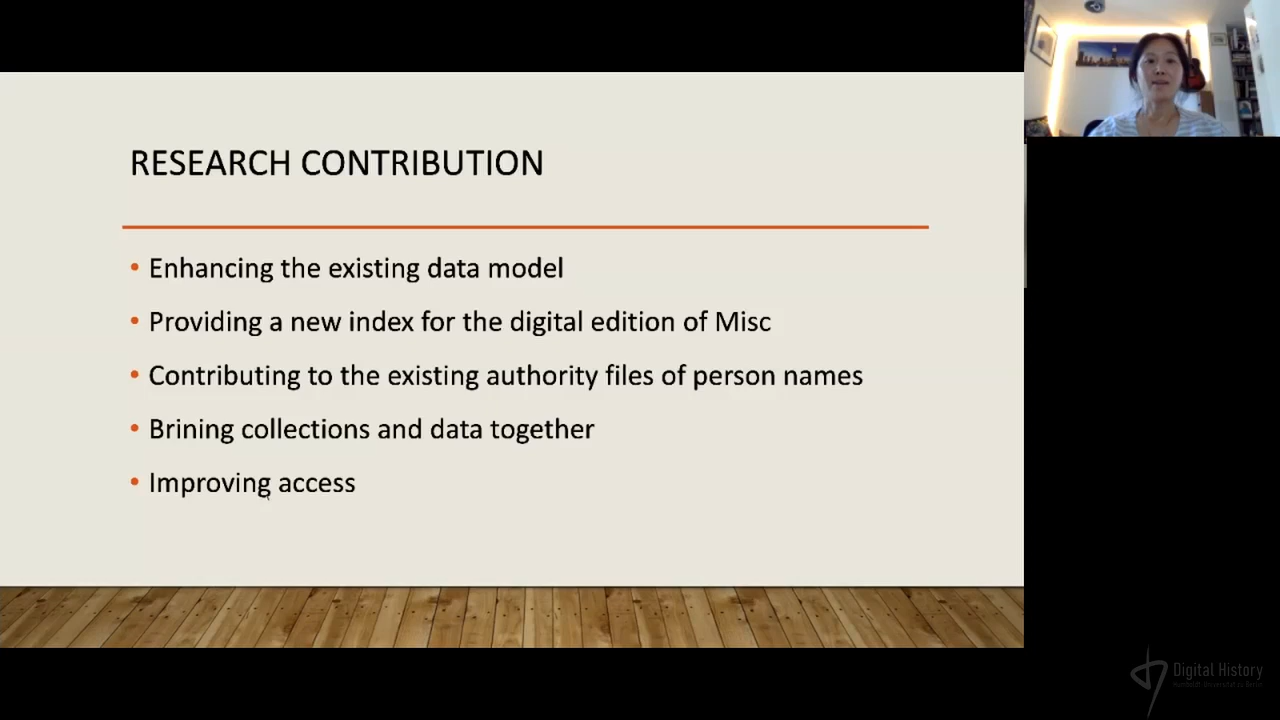 RESEARCH CONTRIBUTION
• Enhancing the existing data model
• Providing a new index for the digital edition of Misc
• Contributing to the existing authority files of person names
• Brining collections and data together
• Improving access
Digital History